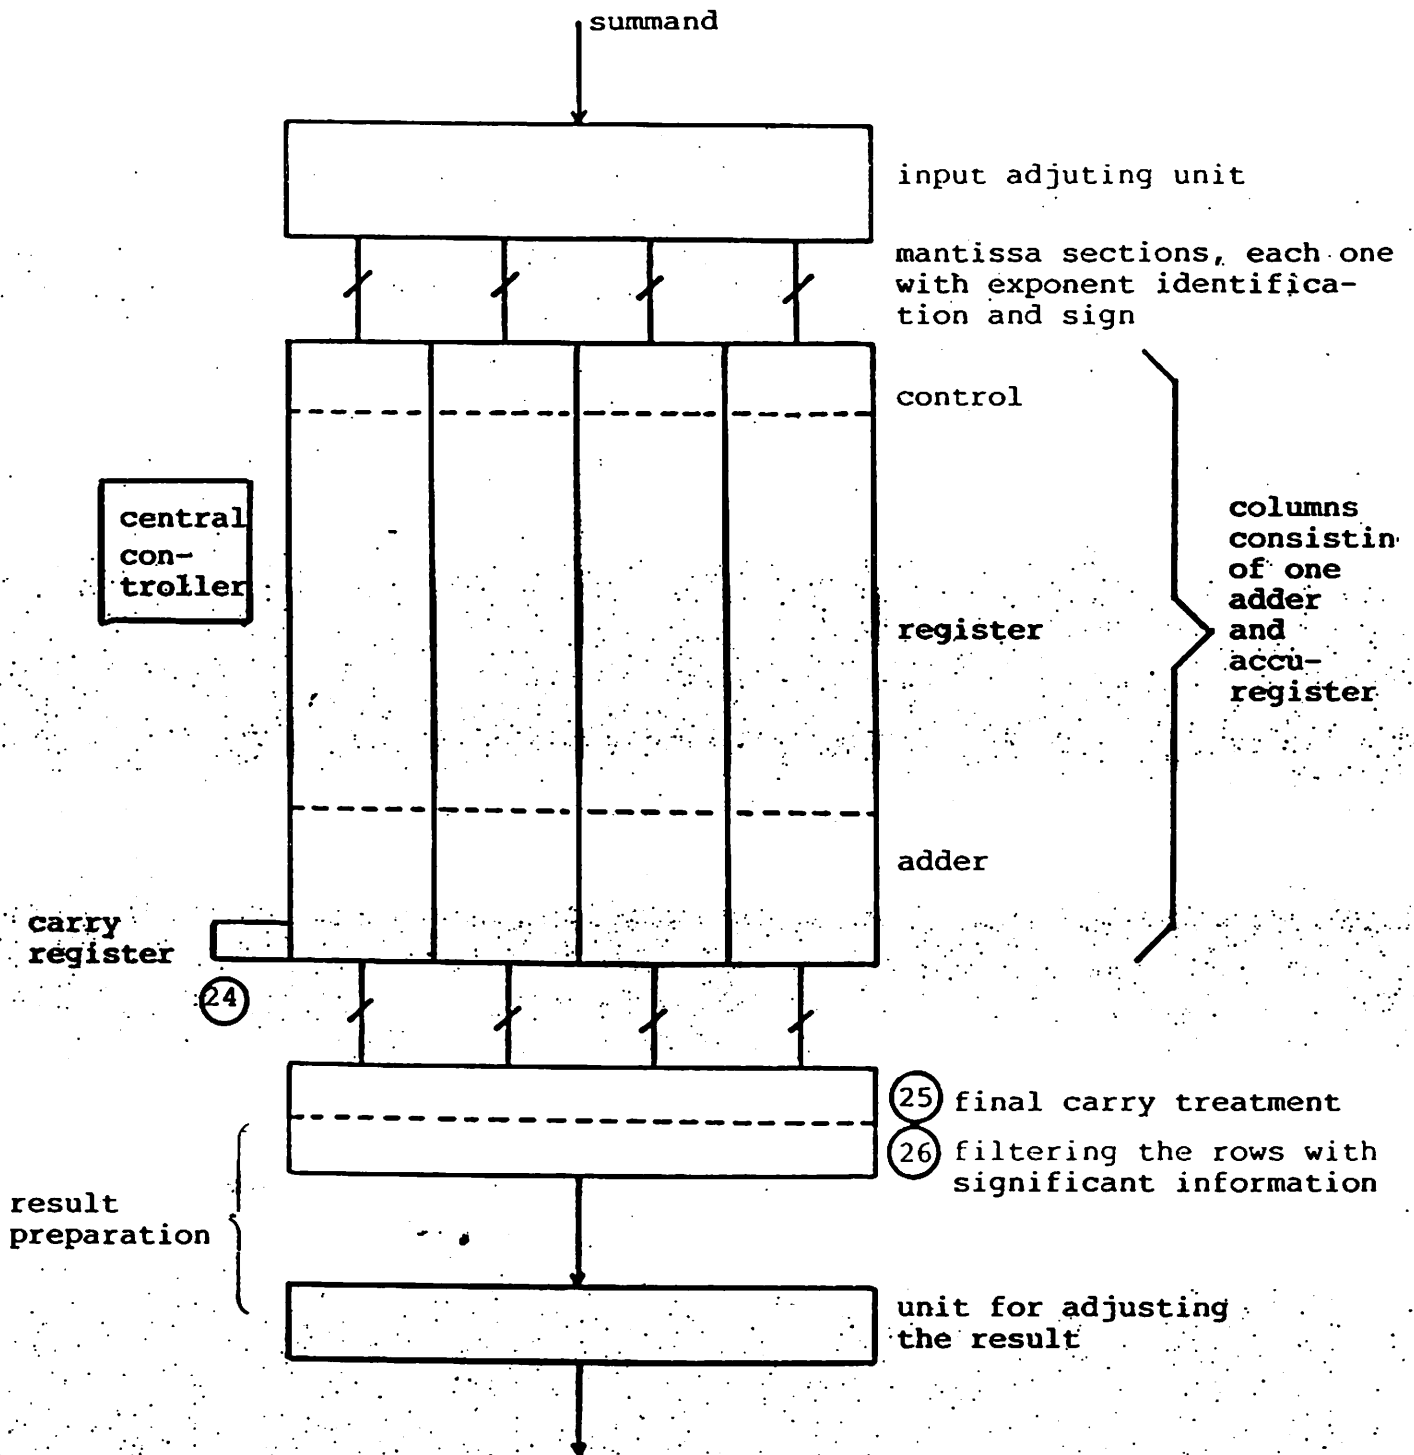 summand
input adjuting unit
mantissa sections, each one
with exponent identifica-
tion and sign
control
central
con-
troller
register
columns
consistin
of one
adder
and
accu-
register
adder
carry
register
24
25 final carry treatment
26 filtering the rows with
significant information
result
preparation
unit for adjusting
the result